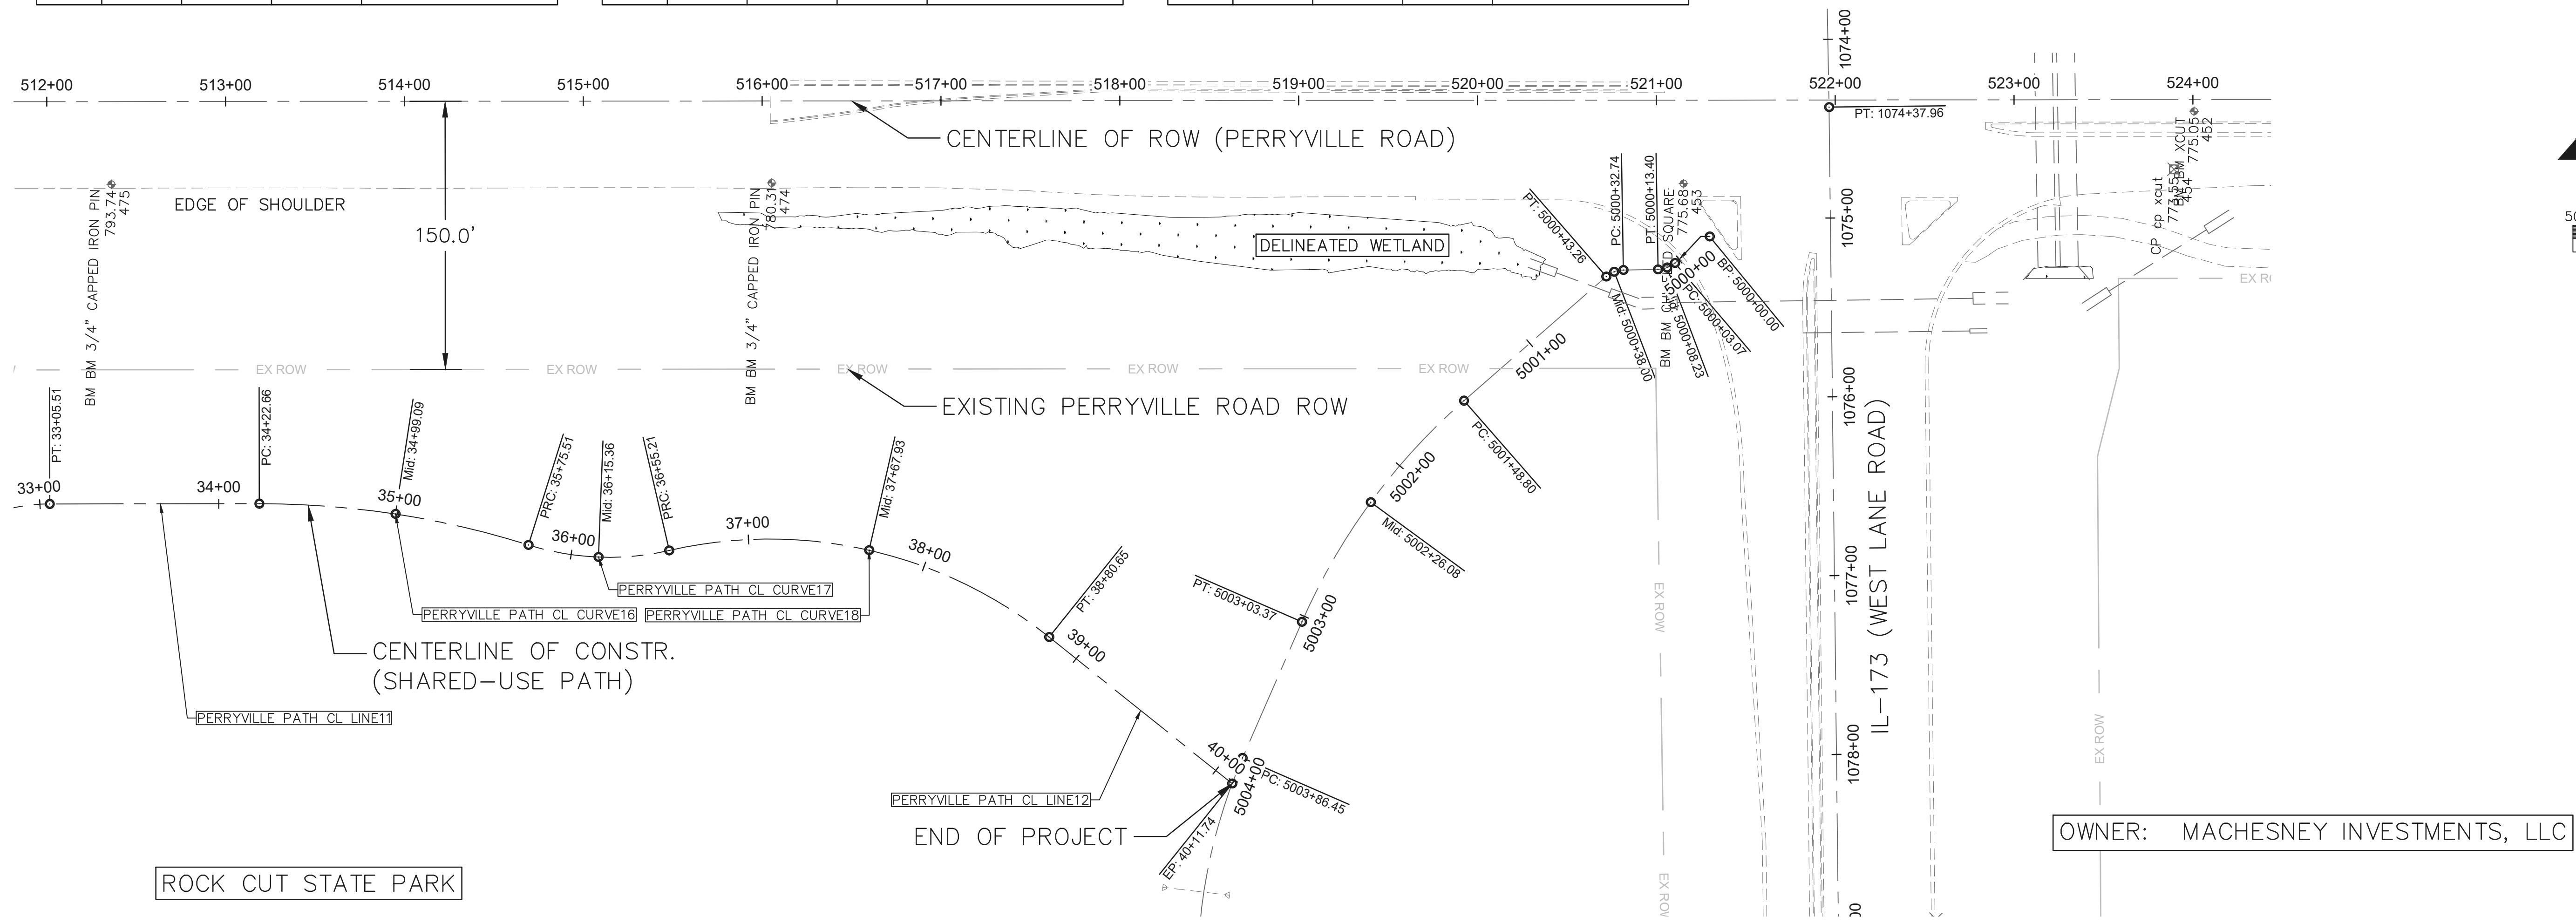 1074+00
512+00
513+00
514+00
515+00
516+00
517+00
518+00
519+00
520+00
521+00
522+00
523+00
524+00
PT: 1074+37.96
CENTERLINE OF ROW (PERRYVILLE ROAD)
EDGE OF SHOULDER
150.0'
BM BM 3/4" CAPPED IRON PIN
793.74
475
BM BM 3/4" CAPPED IRON PIN
780.31
474
DELINEATED WETLAND
PT: 5000+43.26
PC: 5000+32.74
PT: 5000+13.40
SQUARE
775.68
453
5000+00
BP: 5000+00.00
PC: 5000+03.07
Mid: 5000+08.23
Mid: 5000+38.00
1075+00
CP cp xcut
454
BM BM XCUT
775.05
452
EX ROW
EX ROW
EX ROW
EX ROW
EX ROW
EXISTING PERRYVILLE ROAD ROW
5001+00
1076+00
PC: 5001+48.80
PT: 33+05.51
PC: 34+22.66
Mid: 34+99.09
PRC: 35+75.51
Mid: 36+15.36
PRC: 36+55.21
Mid: 37+67.93
33+00
34+00
35+00
36+00
37+00
38+00
5002+00
Mid: 5002+26.08
PT: 38+80.65
PT: 5003+03.37
5003+00
EX ROW
1077+00
IL-173 (WEST LANE ROAD)
PERRYVILLE PATH CL CURVE17
PERRYVILLE PATH CL CURVE16
PERRYVILLE PATH CL CURVE18
39+00
CENTERLINE OF CONSTR.
(SHARED-USE PATH)
PERRYVILLE PATH CL LINE11
EX ROW
1078+00
40+00
PC: 5003+86.45
5004+00
PERRYVILLE PATH CL LINE12
END OF PROJECT
EP: 40+11.74
OWNER: MACHESNEY INVESTMENTS, LLC
ROCK CUT STATE PARK
EX ROW